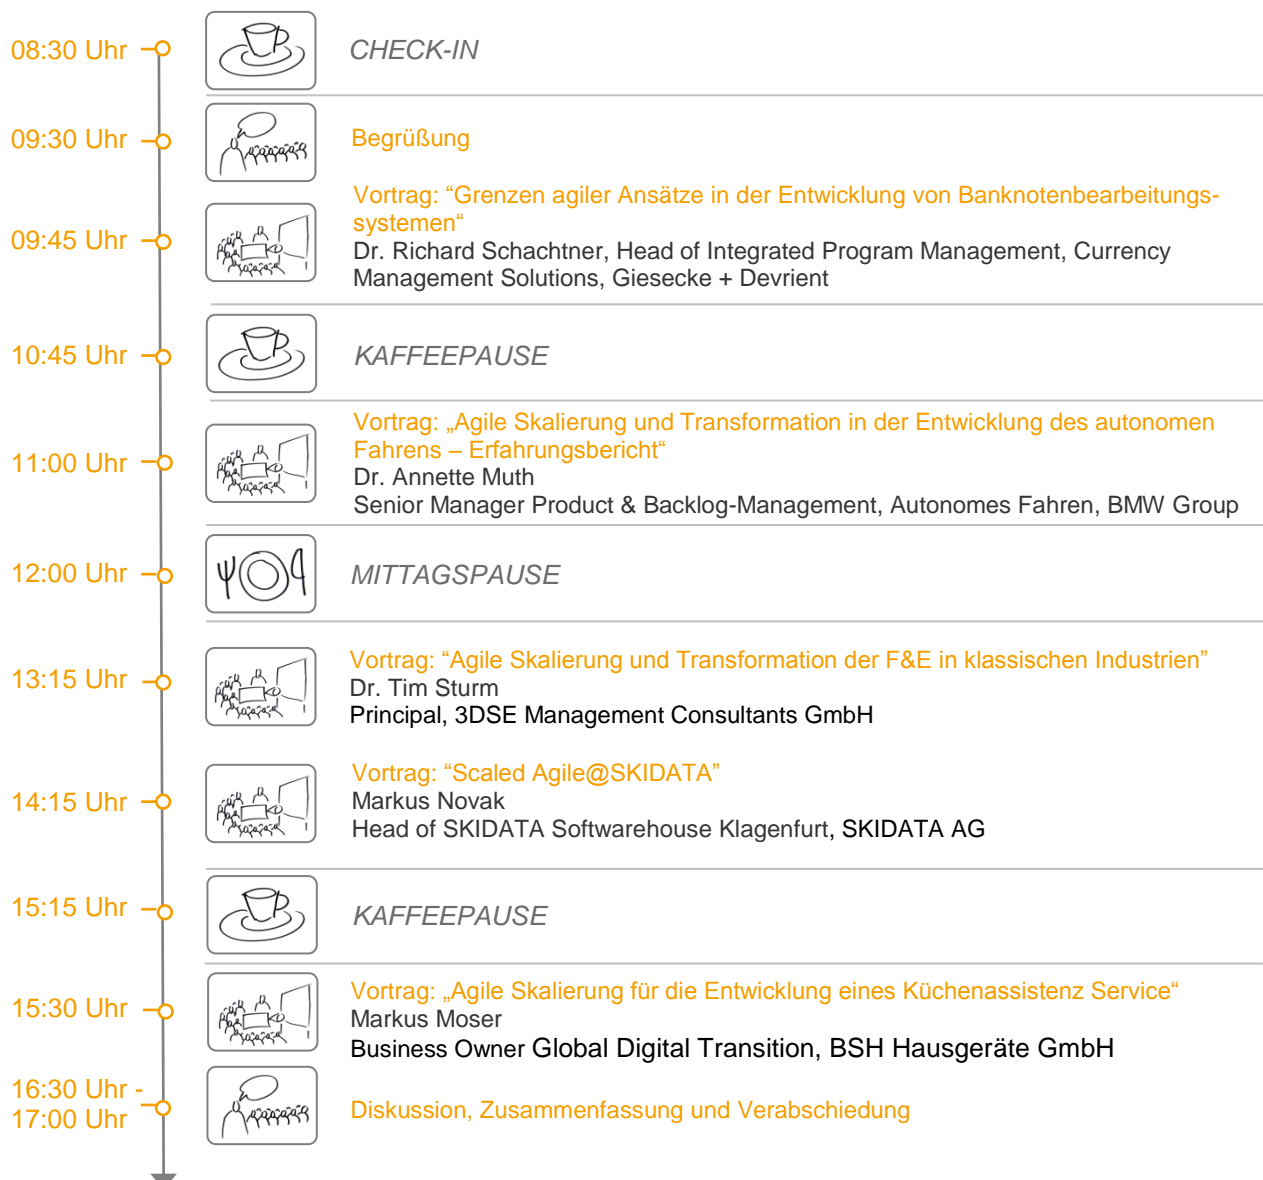 08:30 Uhr
CHECK-IN
09:30 Uhr
Begrüßung
09:45 Uhr
Vortrag: “Grenzen agiler Ansätze in der Entwicklung von Banknotenbearbeitungs-
systemen“
Dr. Richard Schachtner, Head of Integrated Program Management, Currency
Management Solutions, Giesecke + Devrient
10:45 Uhr
KAFFEEPAUSE
11:00 Uhr
Vortrag: „Agile Skalierung und Transformation in der Entwicklung des autonomen
Fahrens – Erfahrungsbericht“
Dr. Annette Muth
Senior Manager Product & Backlog-Management, Autonomes Fahren, BMW Group
12:00 Uhr
MITTAGSPAUSE
13:15 Uhr
Vortrag: “Agile Skalierung und Transformation der F&E in klassischen Industrien”
Dr. Tim Sturm
Principal, 3DSE Management Consultants GmbH
14:15 Uhr
Vortrag: “Scaled Agile@SKIDATA”
Markus Novak
Head of SKIDATA Softwarehouse Klagenfurt, SKIDATA AG
15:15 Uhr
KAFFEEPAUSE
15:30 Uhr
Vortrag: „Agile Skalierung für die Entwicklung eines Küchenassistenz Service“
Markus Moser
Business Owner Global Digital Transition, BSH Hausgeräte GmbH
16:30 Uhr -
17:00 Uhr
Diskussion, Zusammenfassung und Verabschiedung